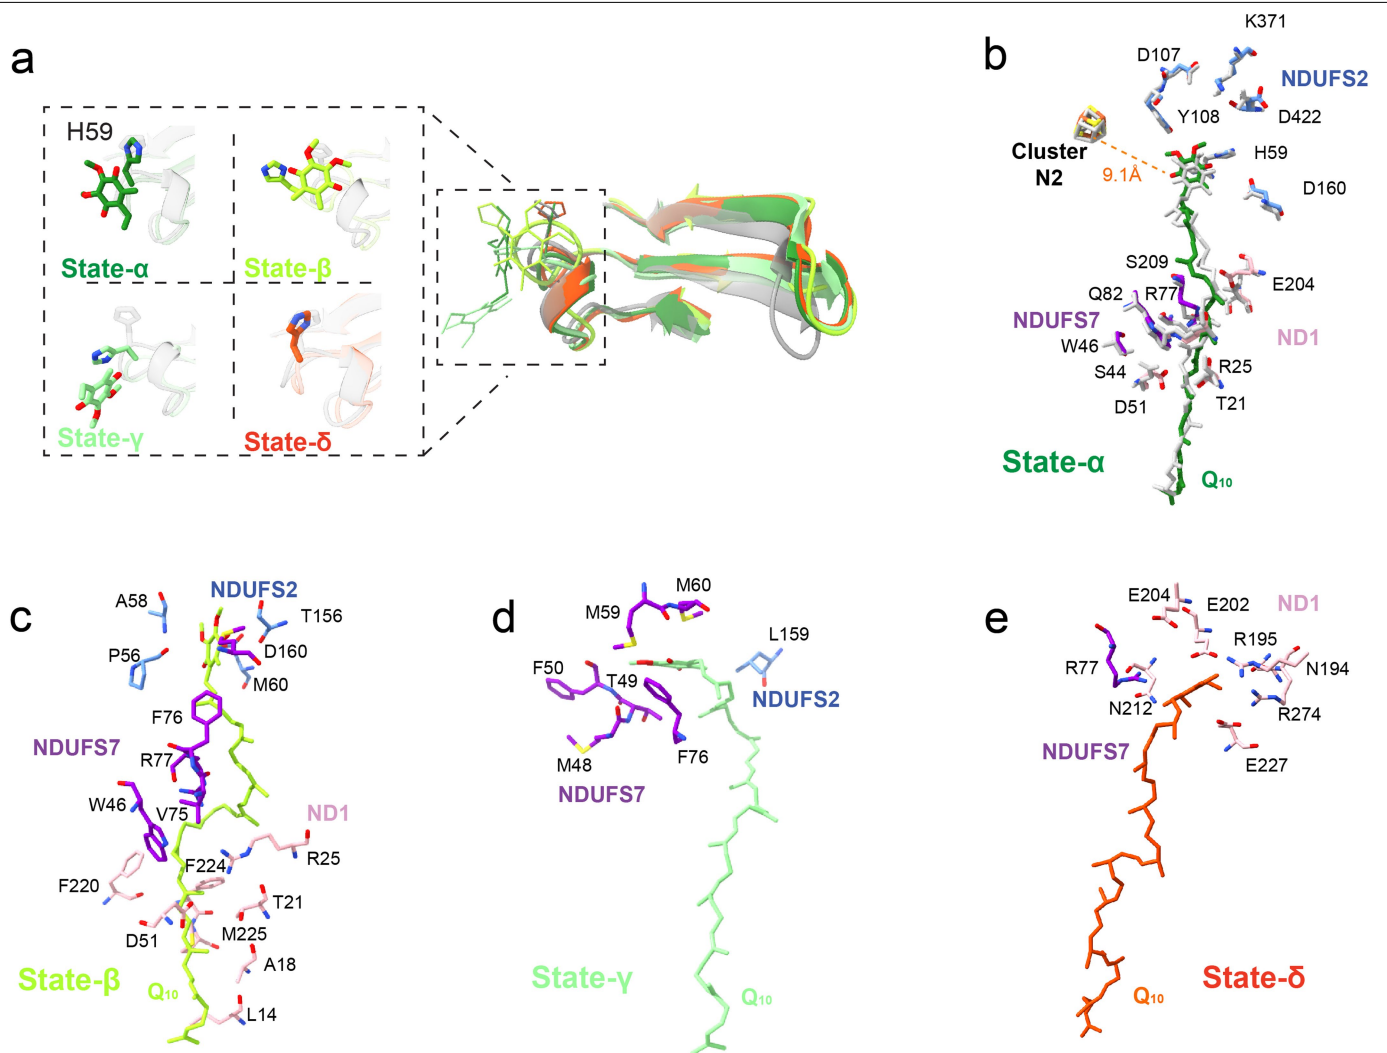 a
H59
State-α
State-β
State-γ
State-δ
b
K371
D107
NDUFS2
Y108
D422
Cluster
N2
9.1Å
H59
D160
S209
E204
Q82
R77
NDUFS7
ND1
W46
S44
R25
D51
T21
State-α
Q₁₀
c
NDUFS2
A58
T156
P56
D160
M60
F76
NDUFS7
R77
W46
V75
ND1
F224
R25
F220
T21
D51
M225
A18
State-β
Q₁₀
L14
d
M60
M59
L159
F50
T49
NDUFS2
M48
F76
NDUFS7
State-γ
Q₁₀
e
E204
E202
ND1
R195
R77
N194
N212
R274
NDUFS7
E227
Q₁₀
State-δ